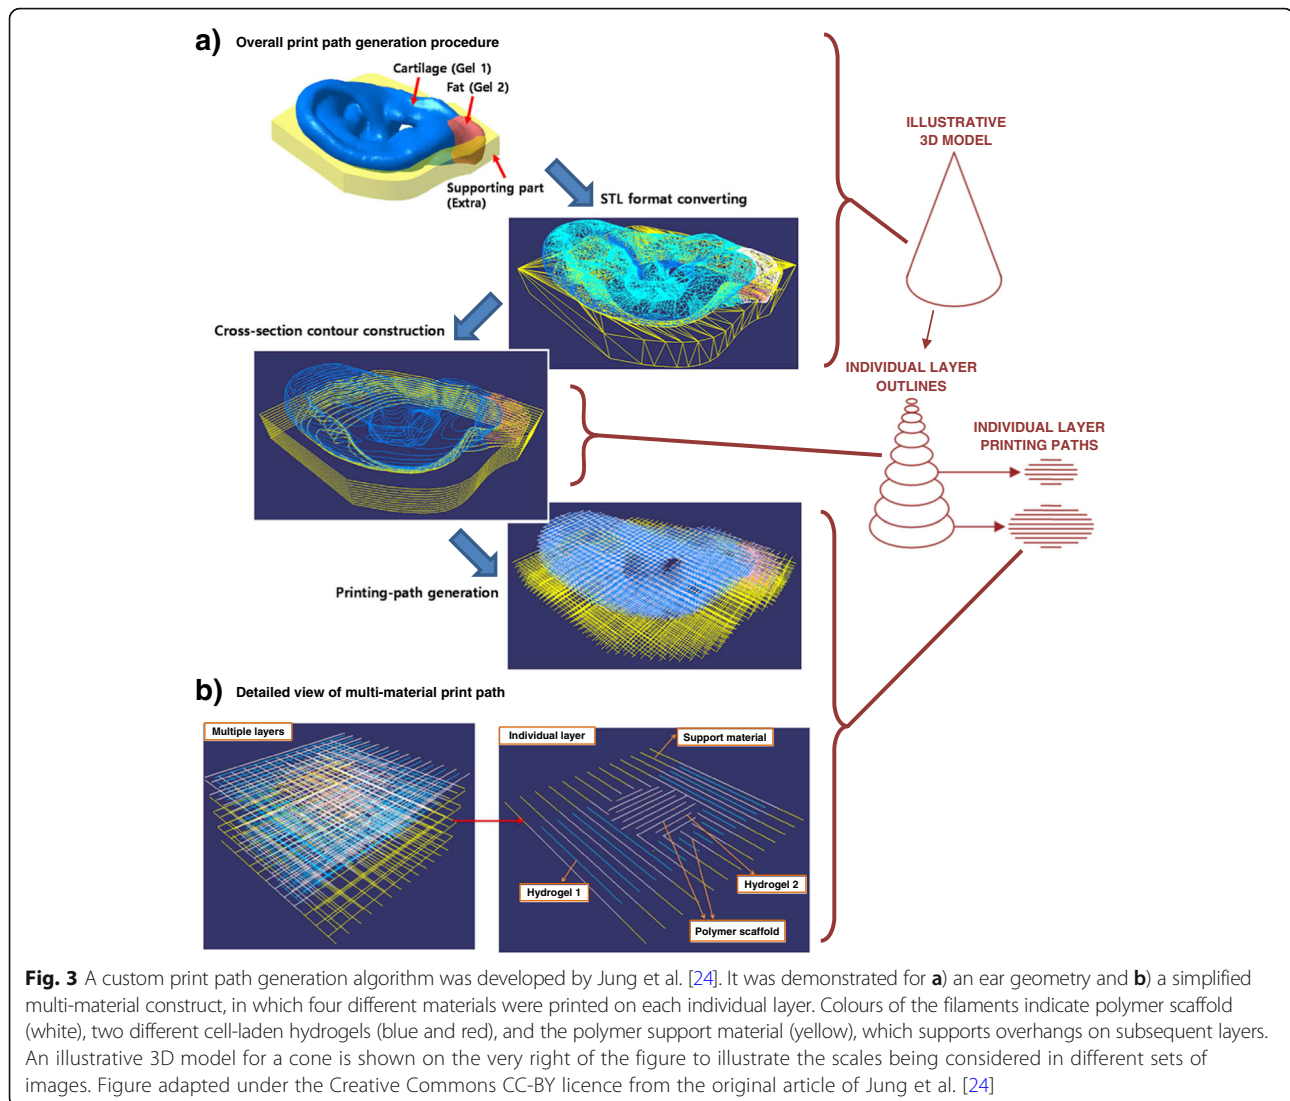 a) Overall print path generation procedure
Cartilage (Gel 1)
Fat (Gel 2)
Supporting part
(Extra)
STL format converting
Cross-section contour construction
Printing-path generation
ILLUSTRATIVE
3D MODEL
INDIVIDUAL LAYER
OUTLINES
INDIVIDUAL LAYER
PRINTING PATHS
b) Detailed view of multi-material print path
Multiple layers
Individual layer
Support material
Hydrogel 1
Hydrogel 2
Polymer scaffold
Fig. 3 A custom print path generation algorithm was developed by Jung et al. [24]. It was demonstrated for a) an ear geometry and b) a simplified
multi-material construct, in which four different materials were printed on each individual layer. Colours of the filaments indicate polymer scaffold
(white), two different cell-laden hydrogels (blue and red), and the polymer support material (yellow), which supports overhangs on subsequent layers.
An illustrative 3D model for a cone is shown on the very right of the figure to illustrate the scales being considered in different sets of
images. Figure adapted under the Creative Commons CC-BY licence from the original article of Jung et al. [24]